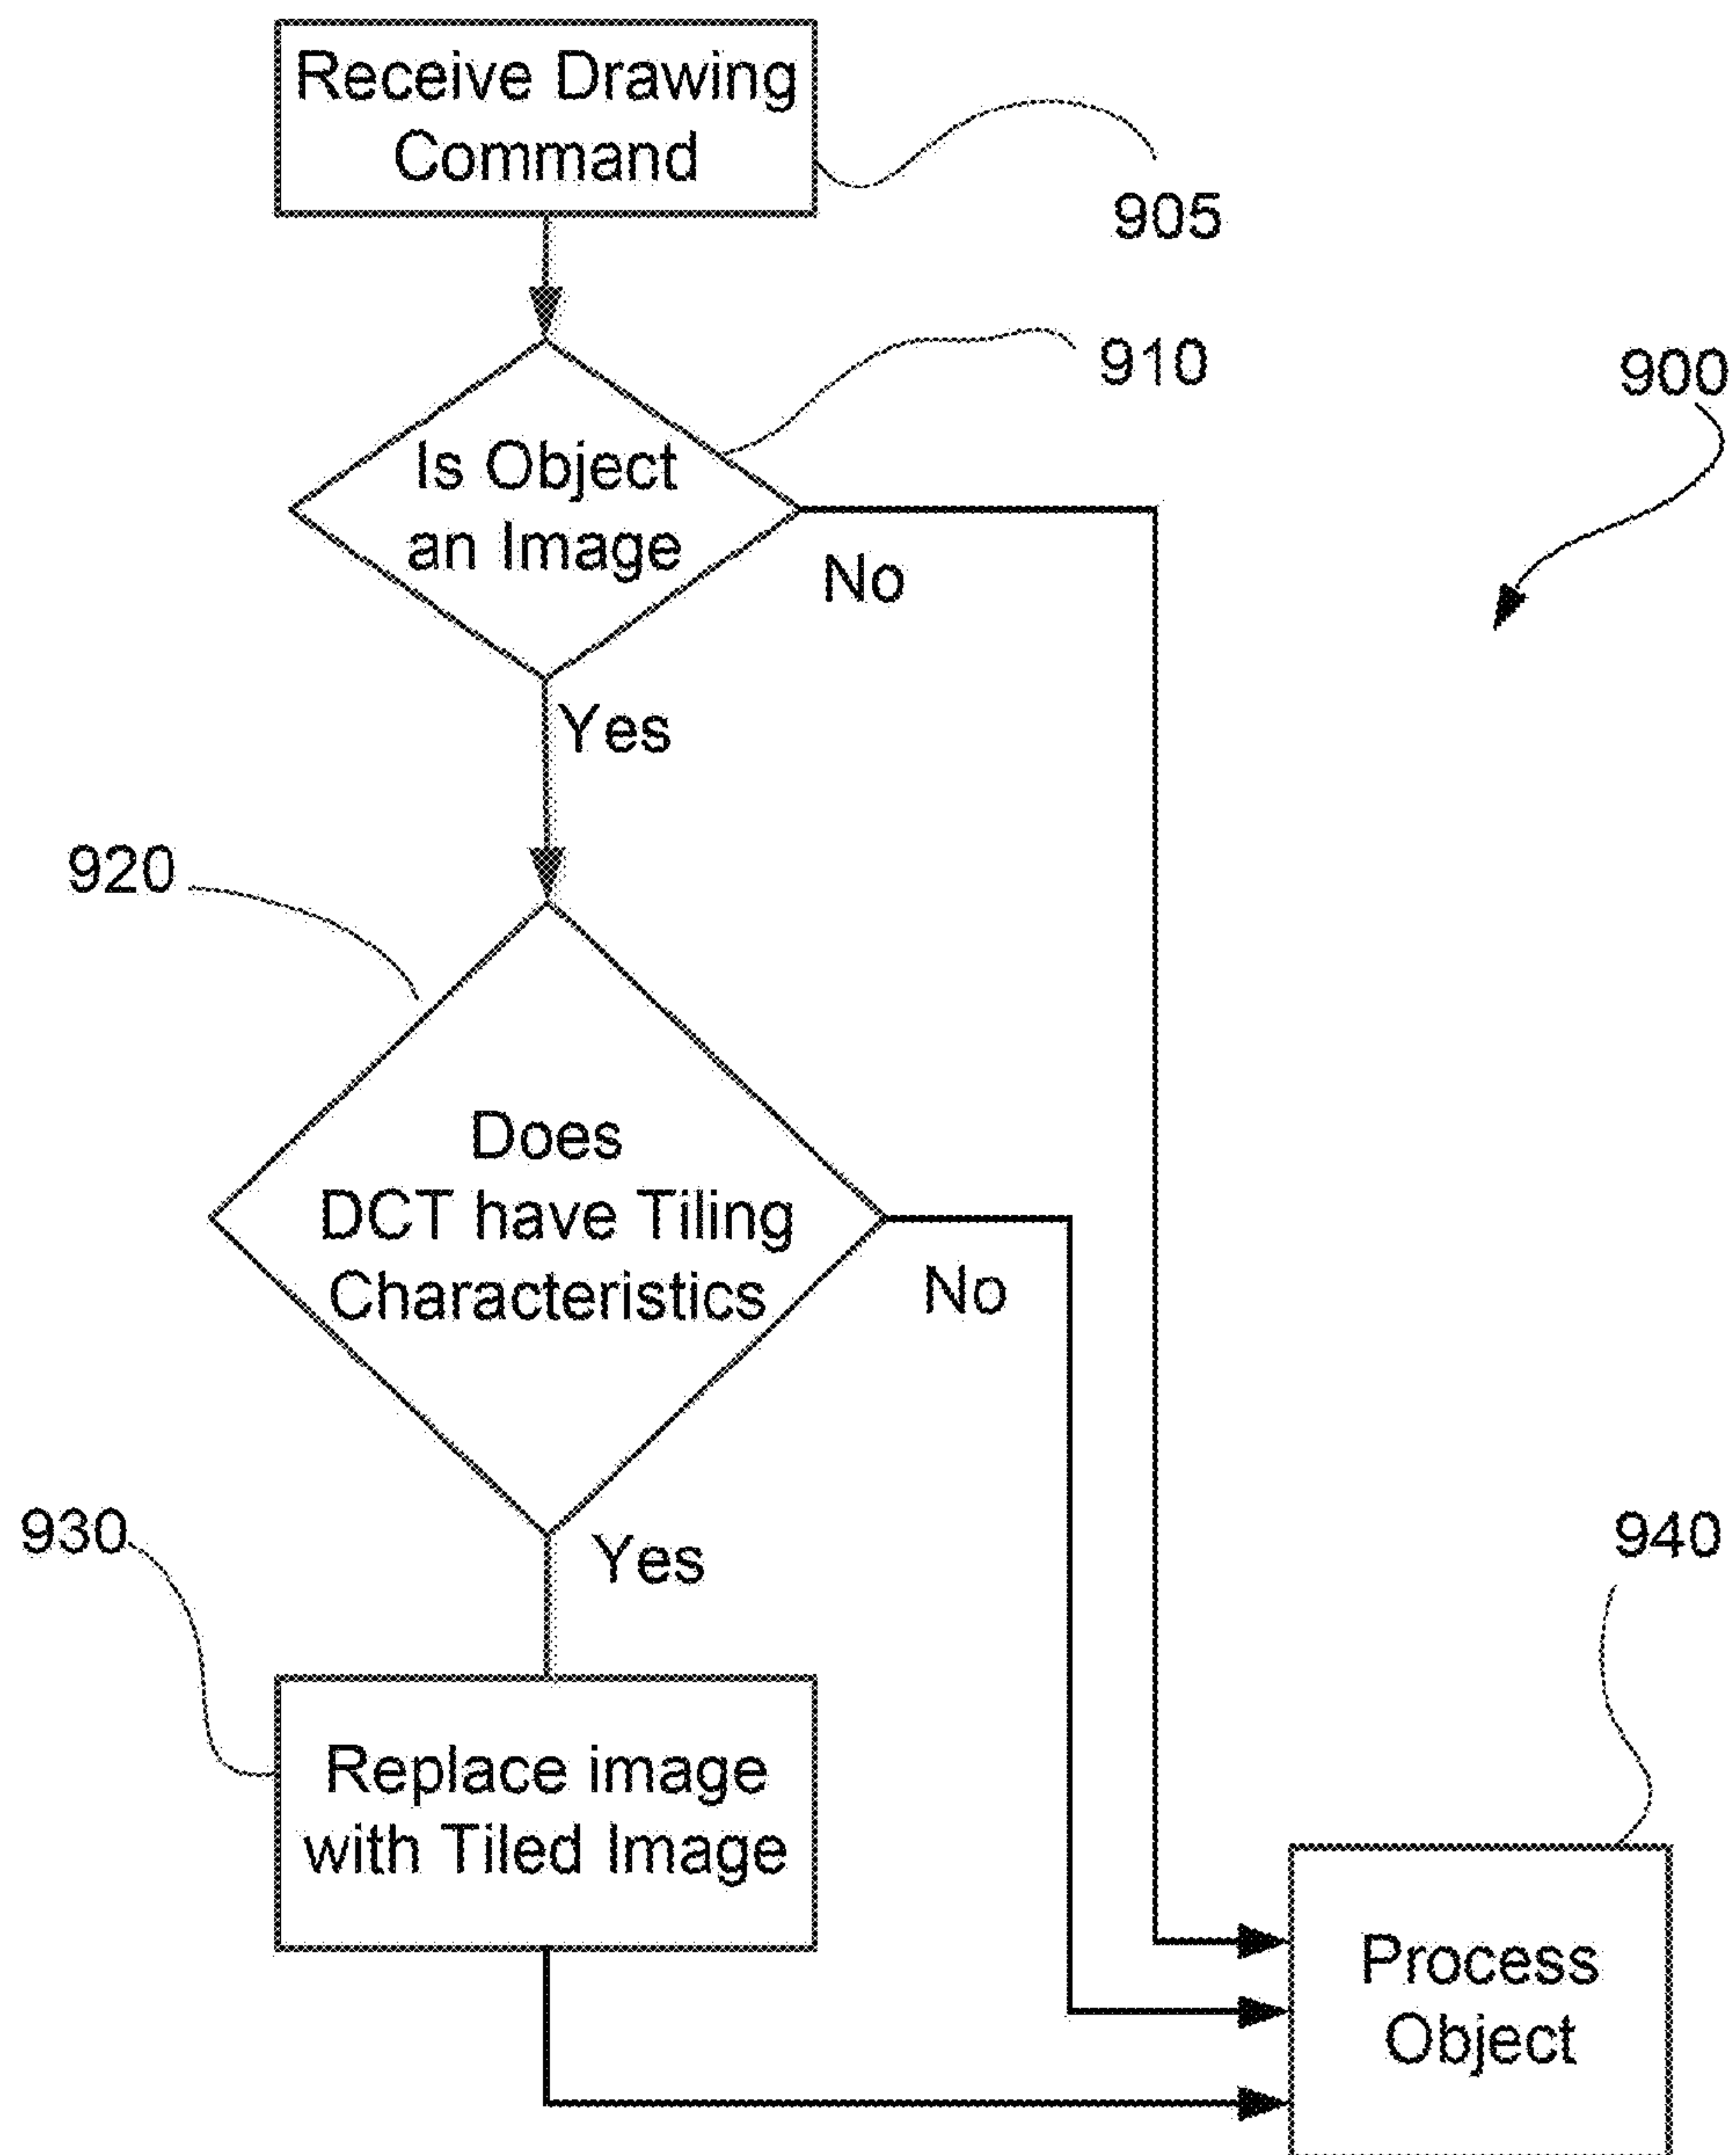 Receive Drawing
Command
905
Is Object
an Image
910
900
No
Yes
920
Does
DCT have Tiling
Characteristics
No
Yes
930
940
Replace image
with Tiled Image
Process
Object